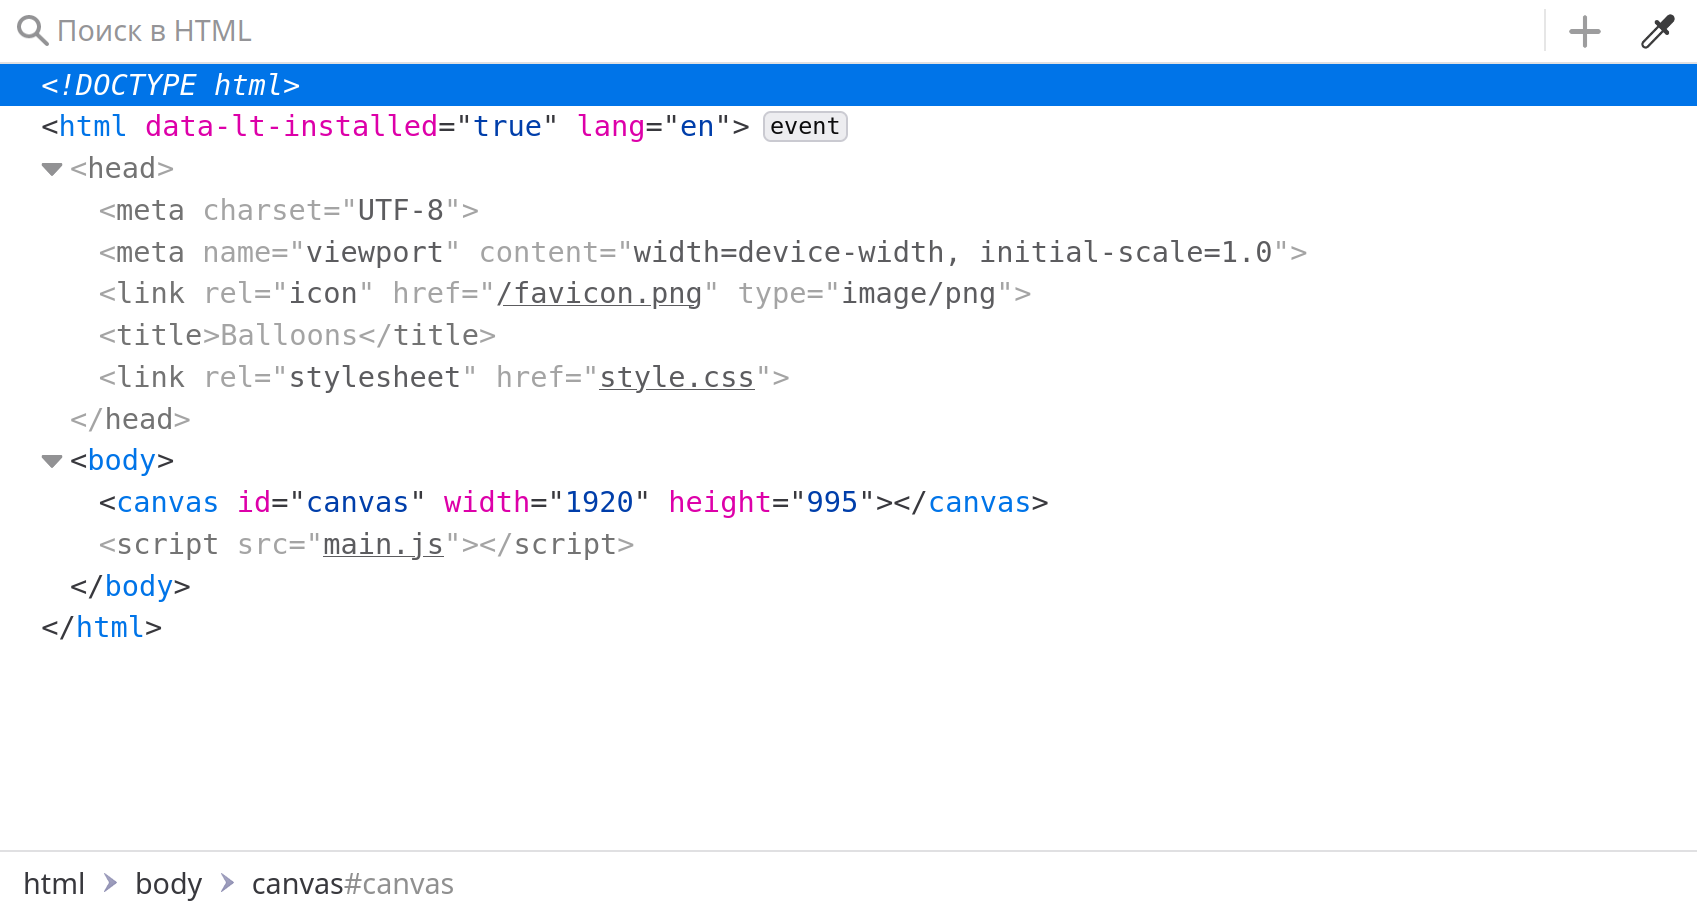 Поиск в HTML
<!DOCTYPE html>
<html data-lt-installed="true" lang="en"> event
<head>
<meta charset="UTF-8">
<meta name="viewport" content="width=device-width, initial-scale=1.0">
<link rel="icon" href="/favicon.png" type="image/png">
<title>Balloons</title>
<link rel="stylesheet" href="style.css">
</head>
<body>
<canvas id="canvas" width="1920" height="995"></canvas>
<script src="main.js"></script>
</body>
</html>
html body canvas#canvas